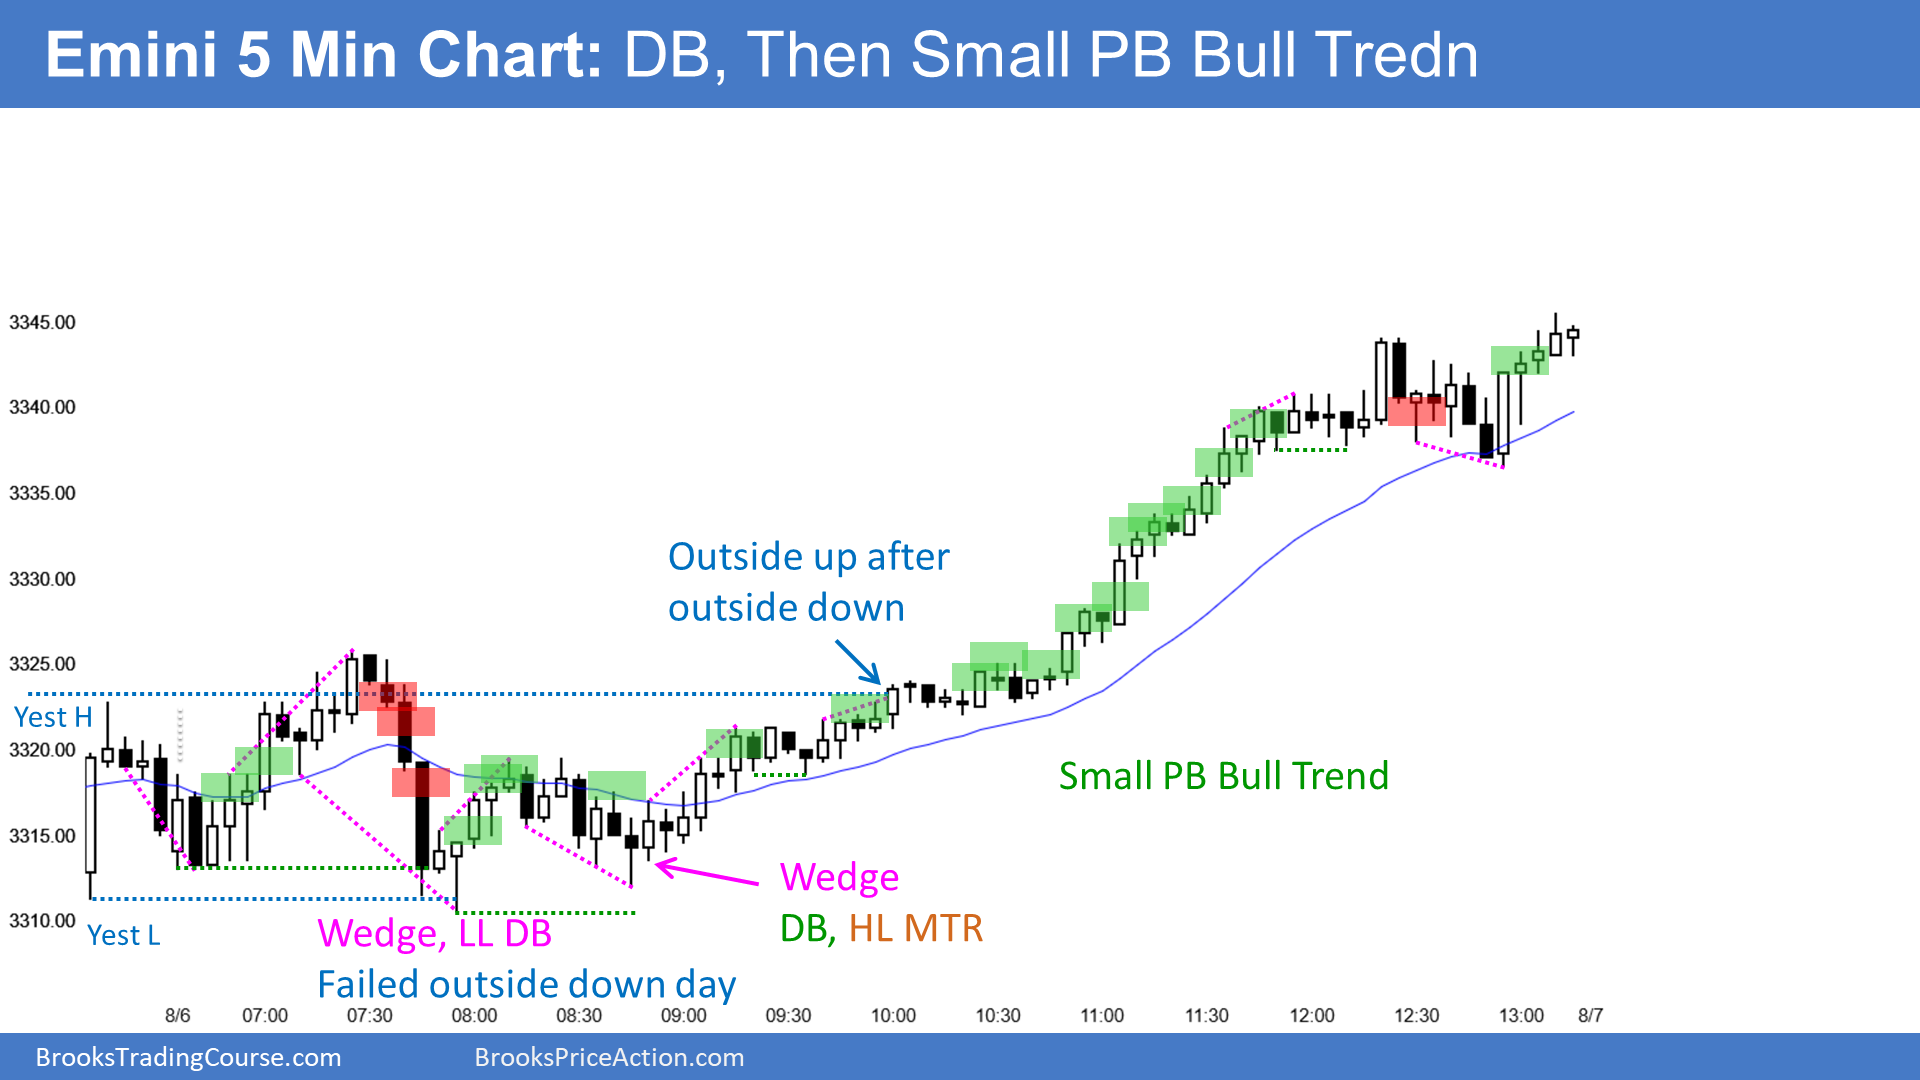 Emini 5 Min Chart: DB, Then Small PB Bull Tredn
3345.00
3340.00
3335.00
3330.00
3325.00
3320.00
3315.00
3310.00
Yest H
Yest L
Outside up after
outside down
Small PB Bull Trend
Wedge
DB, HL MTR
Wedge, LL DB
Failed outside down day
8/6 07:00 07:30 08:00 08:30 09:00 09:30 10:00 10:30 11:00 11:30 12:00 12:30 13:00 8/7
BrooksTradingCourse.com BrooksPriceAction.com